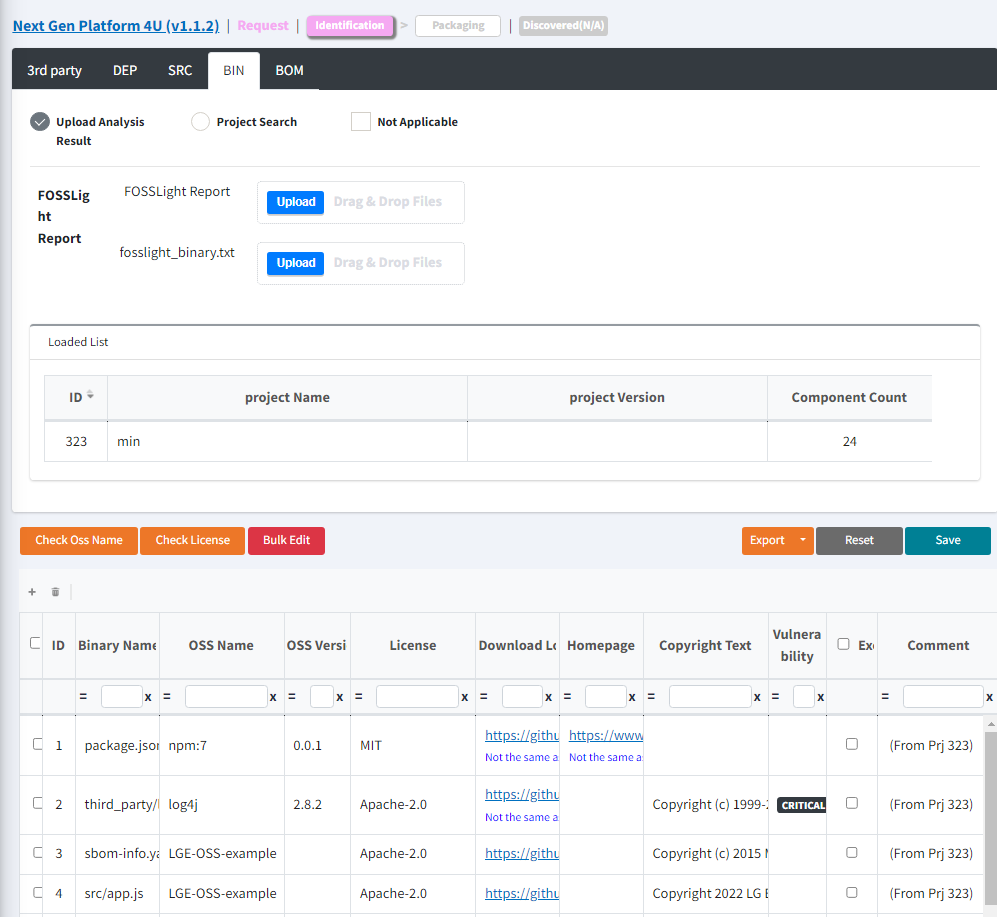 Next Gen Platform 4U (v1.1.2) | Request | Identification > Packaging | Discovered(N/A)
3rd party DEP SRC BIN BOM
Upload Analysis Result Project Search Not Applicable
FOSSLig
ht
Report
FOSSLight Report Upload Drag & Drop Files
fosslight_binary.txt Upload Drag & Drop Files
Loaded List
ID project Name project Version Component Count
323 min 24
Check Oss Name Check License Bulk Edit Export Reset Save
+
ID Binary Name OSS Name OSS Versi License Download Lo Homepage Copyright Text Vulnera
bility Exc Comment
= x = x = x = x = x = x = x = x = x
1 package.json npm:7 0.0.1 MIT https://githu https://www (From Prj 323)
Not the same a Not the same as
2 third_party/l log4j 2.8.2 Apache-2.0 https://githu Copyright (c) 1999-2 CRITICAL (From Prj 323)
Not the same a
3 sbom-info.ya LGE-OSS-example Apache-2.0 https://githu Copyright (c) 2015 N (From Prj 323)
4 src/app.js LGE-OSS-example Apache-2.0 https://githu Copyright 2022 LG E (From Prj 323)